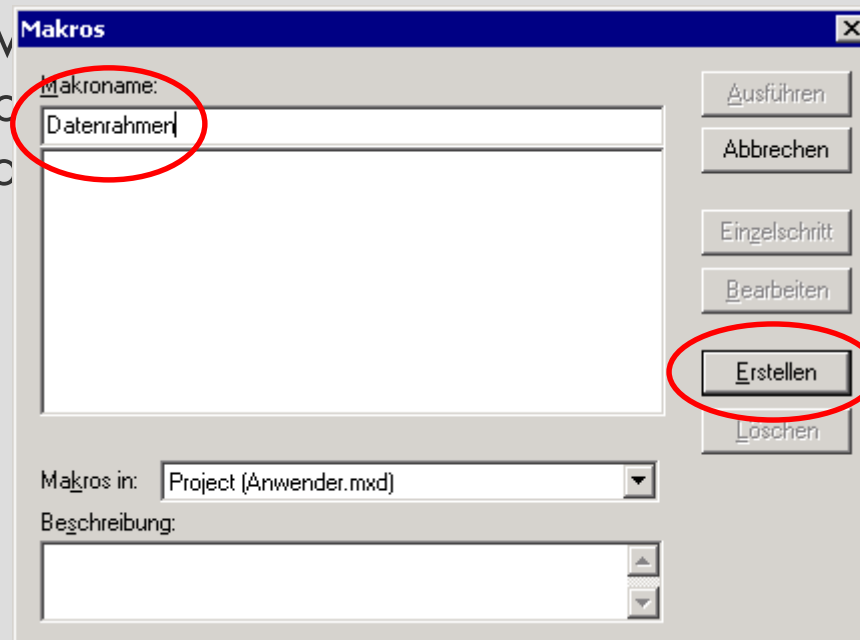 Makros
Makroname:
Datenrahmen
Ausführen
Abbrechen
Einzelschritt
Bearbeiten
Erstellen
Löschen
Makros in: Project (Anwender.mxd)
Beschreibung: